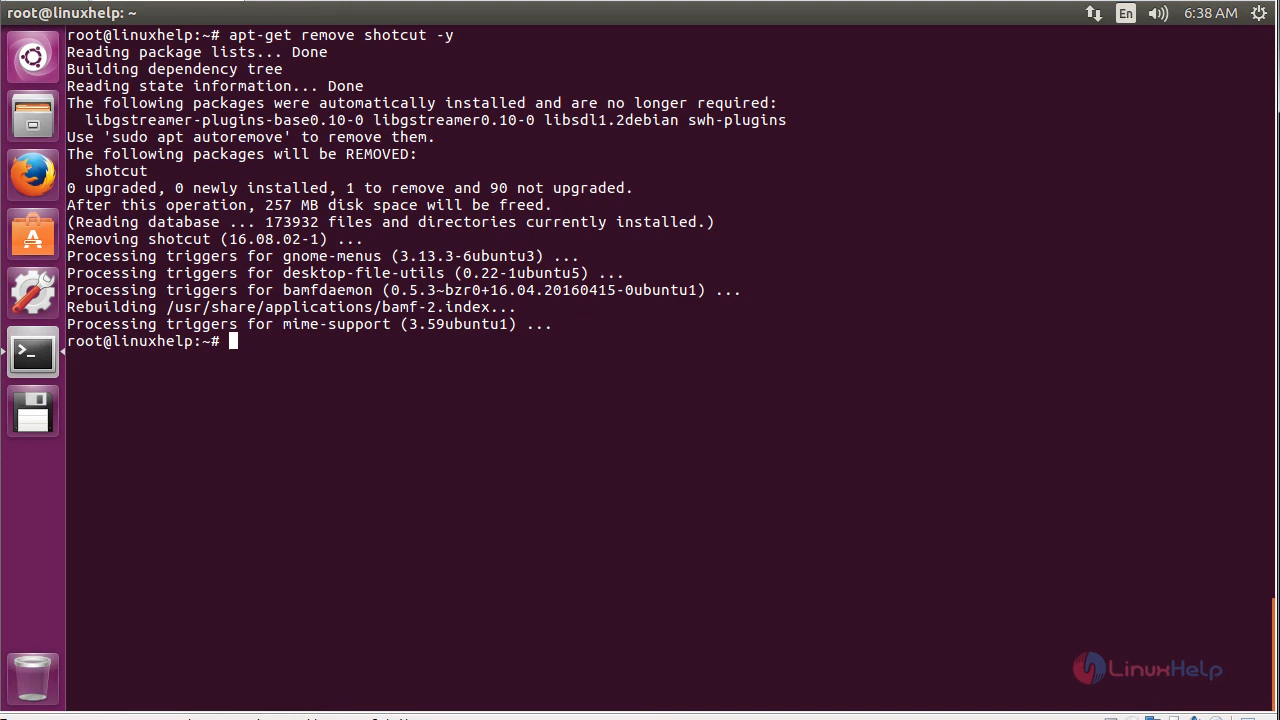 root@linuxhelp: ~
En
6:38 AM
root@linuxhelp:~# apt-get remove shotcut -y
Reading package lists... Done
Building dependency tree
Reading state information... Done
The following packages were automatically installed and are no longer required:
  libgstreamer-plugins-base0.10-0 libgstreamer0.10-0 libsdl1.2debian swh-plugins
Use 'sudo apt autoremove' to remove them.
The following packages will be REMOVED:
  shotcut
0 upgraded, 0 newly installed, 1 to remove and 90 not upgraded.
After this operation, 257 MB disk space will be freed.
(Reading database ... 173932 files and directories currently installed.)
Removing shotcut (16.08.02-1) ...
Processing triggers for gnome-menus (3.13.3-6ubuntu3) ...
Processing triggers for desktop-file-utils (0.22-1ubuntu5) ...
Processing triggers for bamfdaemon (0.5.3~bzr0+16.04.20160415-0ubuntu1) ...
Rebuilding /usr/share/applications/bamf-2.index...
Processing triggers for mime-support (3.59ubuntu1) ...
root@linuxhelp:~#
LinuxHelp